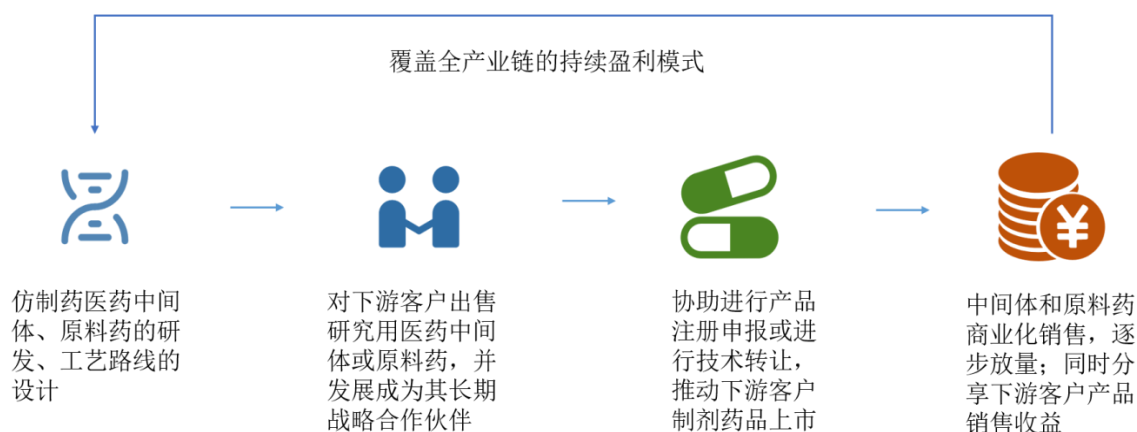 覆盖全产业链的持续盈利模式
仿制药医药中间
体、原料药的研
发、工艺路线的
设计
对下游客户出售
研究用医药中间
体或原料药，并
发展成为其长期
战略合作伙伴
协助进行产品
注册申报或进
行技术转让，
推动下游客户
制剂药品上市
¥
中间体和原料药
商业化销售，逐
步放量；同时分
享下游客户产品
销售收益